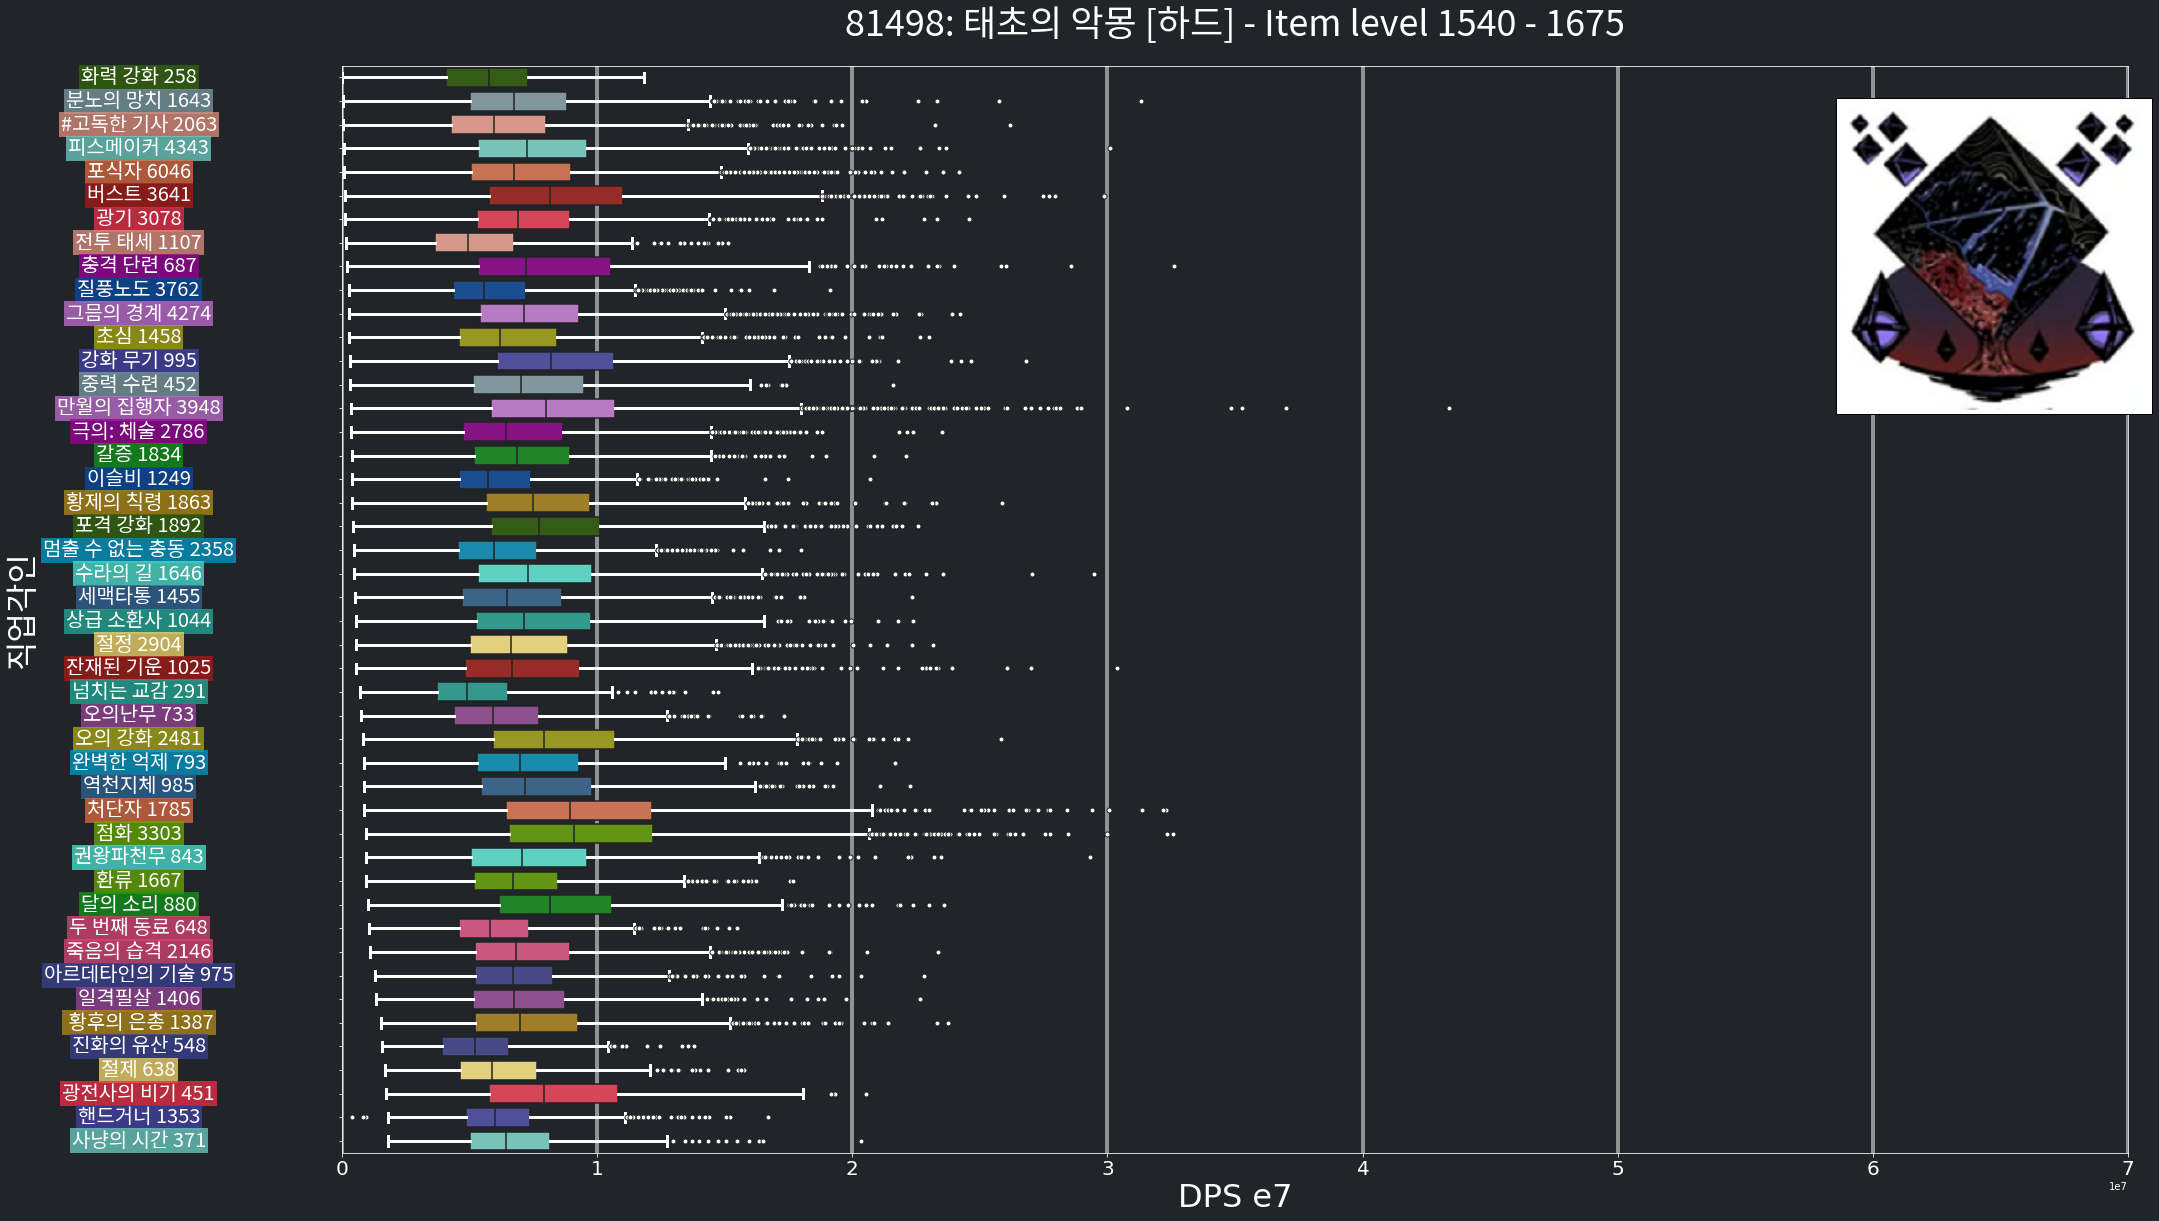 81498: 태초의 악몽 [하드] - Item level 1540 - 1675
화력 강화 258
분노의 망치 1643
#고독한 기사 2063
피스메이커 4343
포식자 6046
버스트 3641
광기 3078
전투 태세 1107
충격 단련 687
질풍노도 3762
그믐의 경계 4274
초심 1458
강화 무기 995
중력 수련 452
만월의 집행자 3948
극의: 체술 2786
갈증 1834
이슬비 1249
황제의 칙령 1863
포격 강화 1892
멈출 수 없는 충동 2358
수라의 길 1646
세맥타통 1455
상급 소환사 1044
절정 2904
잔재된 기운 1025
넘치는 교감 291
오의난무 733
오의 강화 2481
완벽한 억제 793
역천지체 985
처단자 1785
점화 3303
권왕파천무 843
환류 1667
달의 소리 880
두 번째 동료 648
죽음의 습격 2146
아르데타인의 기술 975
일격필살 1406
황후의 은총 1387
진화의 유산 548
절제 638
광전사의 비기 451
핸드거너 1353
사냥의 시간 371
직업각인
0 1 2 3 4 5 6 7
DPS e7
1e7